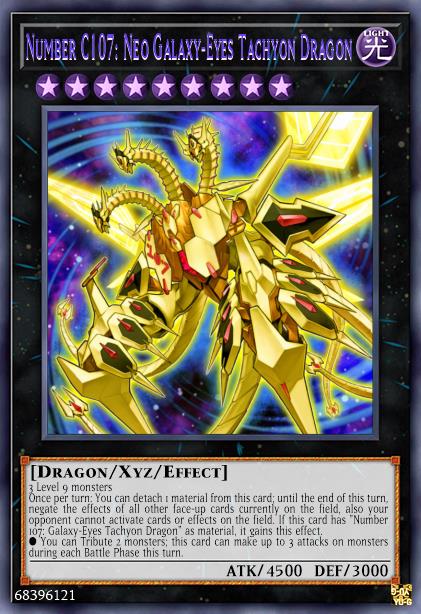 Number C107: Neo Galaxy-Eyes Tachyon Dragon
LIGHT
光
[Dragon/Xyz/Effect]
3 Level 9 monsters
Once per turn: You can detach 1 material from this card; until the end of this turn,
negate the effects of all other face-up cards currently on the field, also your
opponent cannot activate cards or effects on the field. If this card has "Number
107: Galaxy-Eyes Tachyon Dragon" as material, it gains this effect.
● You can Tribute 2 monsters; this card can make up to 3 attacks on monsters
during each Battle Phase this turn.
ATK/4500 DEF/3000
68396121